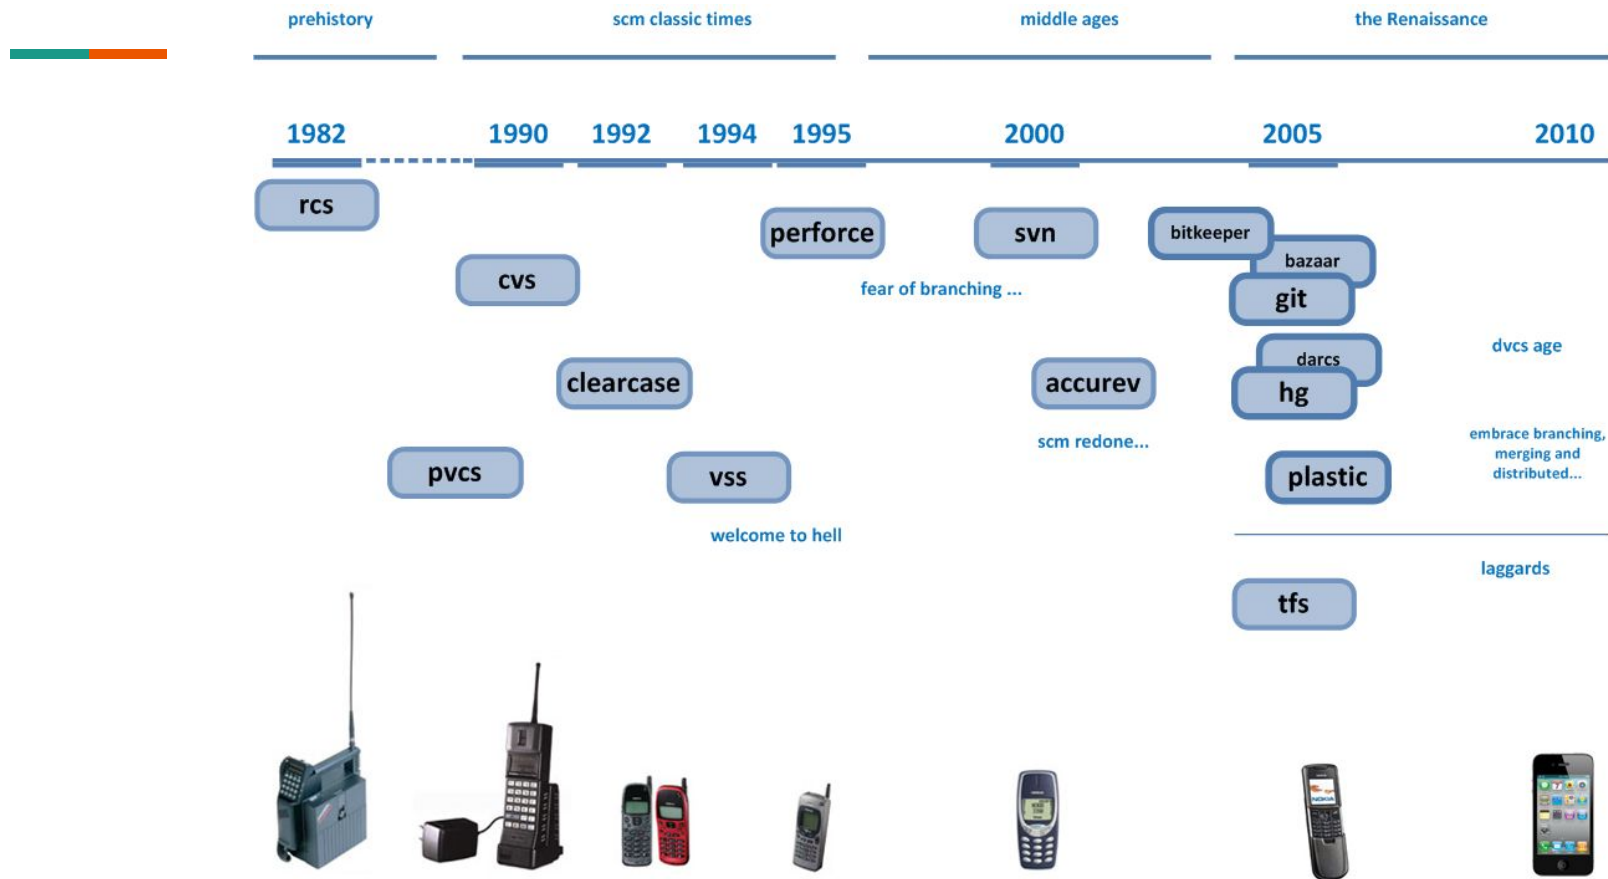 prehistory
scm classic times
middle ages
the Renaissance
1982
1990
1992
1994
1995
2000
2005
2010
rcs
perforce
svn
bitkeeper
bazaar
cvs
fear of branching ...
git
dvcs age
darcs
clearcase
accurev
hg
scm redone...
embrace branching,
merging and
distributed...
pvcs
vss
plastic
welcome to hell
laggards
tfs
NOKIA